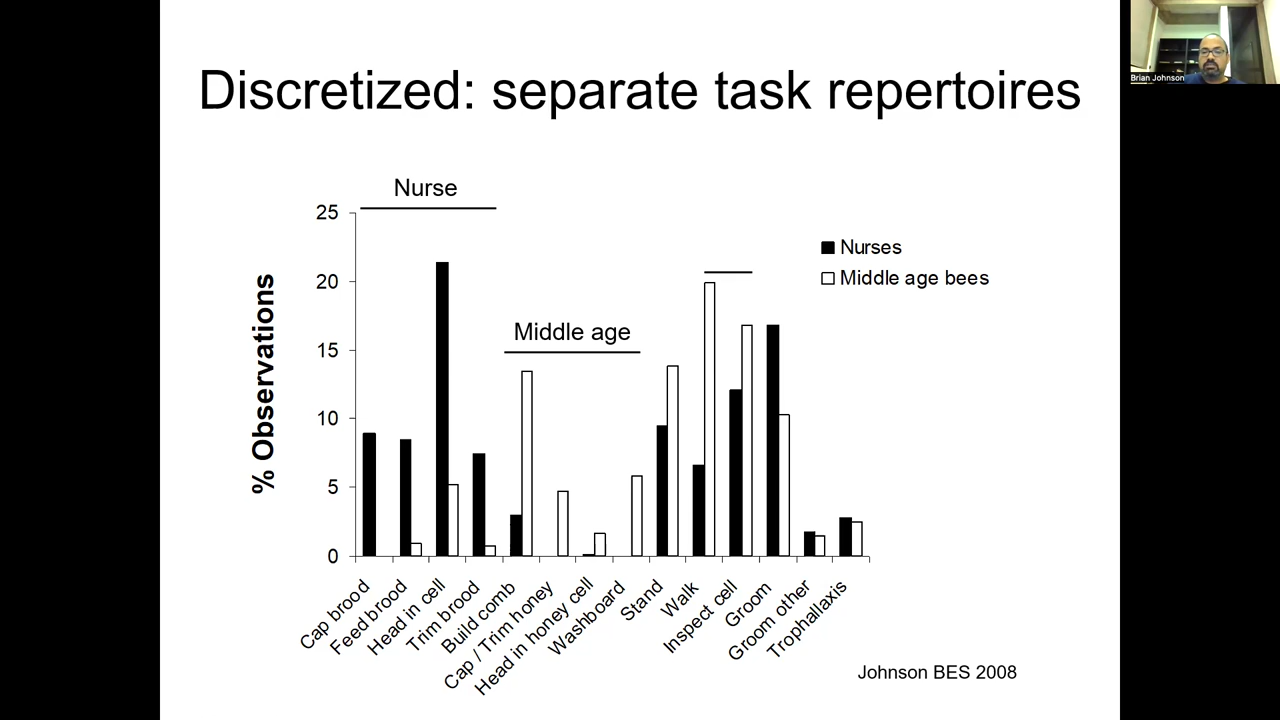 Discretized: separate task repertoires
Brian Johnson
Nurse
Middle age
Nurses
Middle age bees
% Observations
25
20
15
10
5
0
Cap brood
Feed brood
Head in cell
Trim brood
Build comb
Cap / Trim honey
Head in honey cell
Washboard
Stand
Walk
Inspect cell
Groom
Groom other
Trophallaxis
Johnson BES 2008